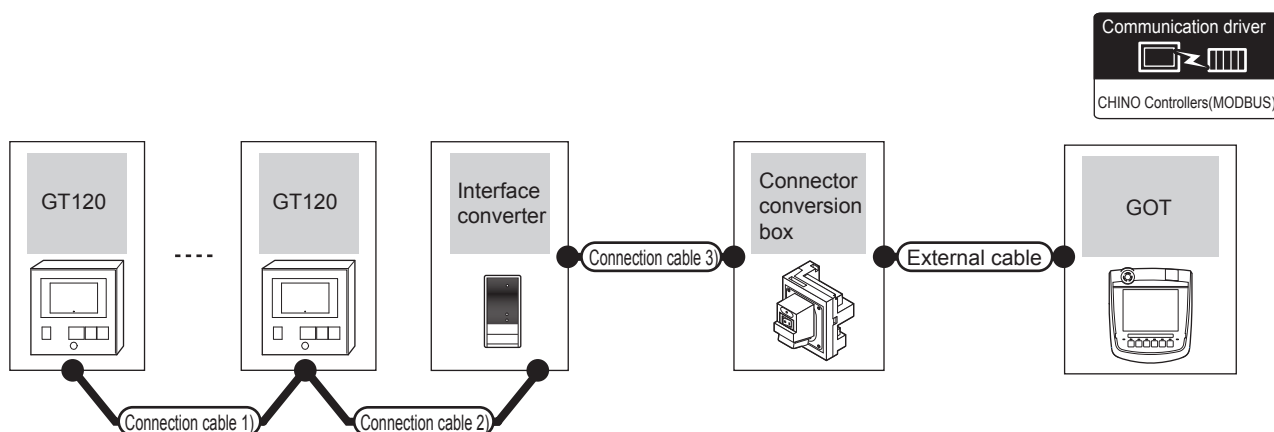 Communication driver
CHINO Controllers(MODBUS)
GT120
GT120
Interface
converter
Connector
conversion
box
GOT
Connection cable 3)
External cable
Connection cable 1)
Connection cable 2)